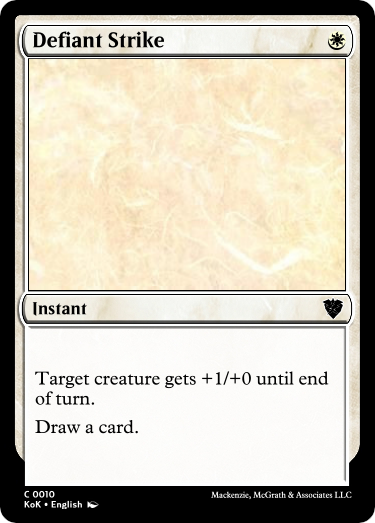 Defiant Strike
Instant
Target creature gets +1/+0 until end
of turn.
Draw a card.
C 0010
KoK • English
Mackenzie, McGrath & Associates LLC